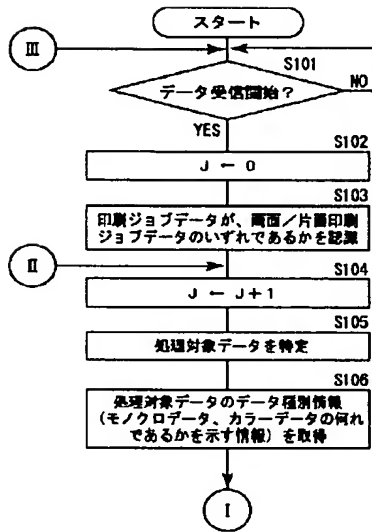 スタート
III
S101
データ受信開始？
NO
YES
S102
J ← 0
S103
印刷ジョブデータが、両面／片面印刷
ジョブデータのいずれであるかを認識
II
S104
J ← J+1
S105
処理対象データを特定
S106
処理対象データのデータ種別情報
(モノクロデータ、カラーデータの何れ
であるかを示す情報) を取得
I